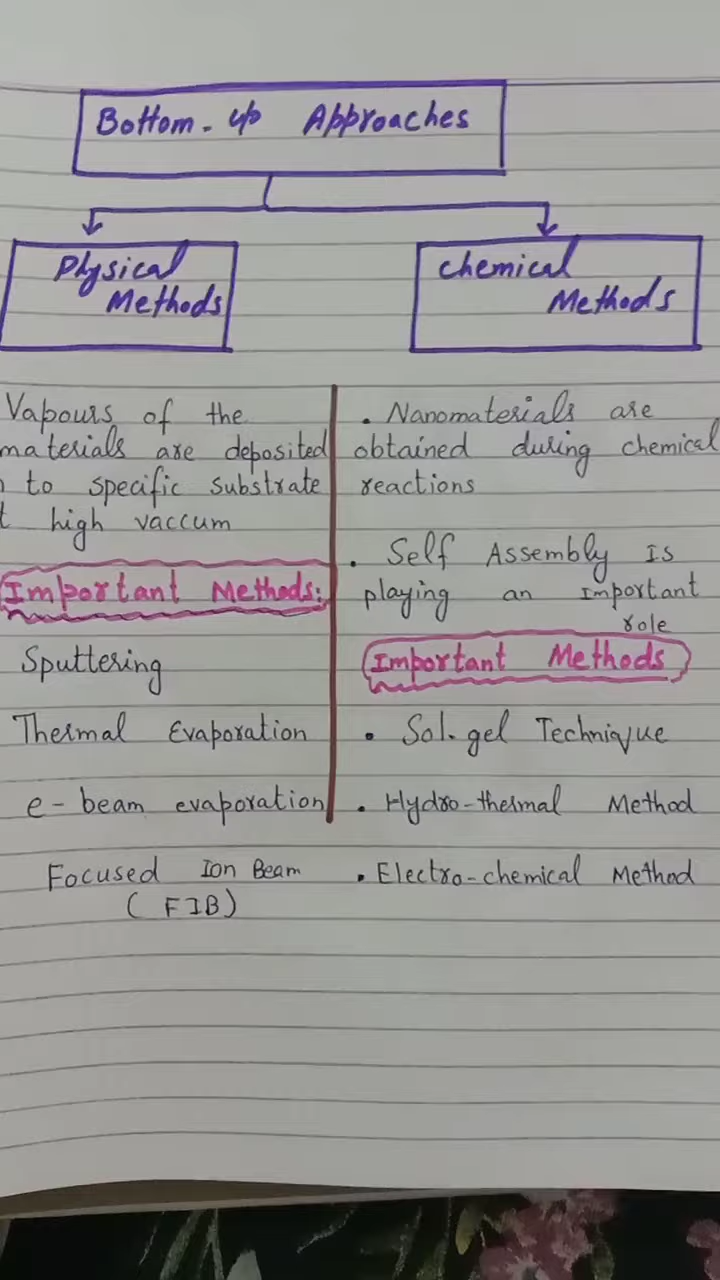 Bottom-up Approaches
Physical
Methods
Chemical
Methods
Vapours of the
materials are deposited
to specific substrate
high vaccum
Important Methods:
Sputtering
Thermal Evaporation
e-beam evaporation
Focused Ion Beam
(FIB)
• Nanomaterials are
obtained during chemical
reactions
• Self Assembly is
playing an important
role
Important Methods
• Sol-gel Technique
• Hydro-thermal Method
• Electro-chemical Method